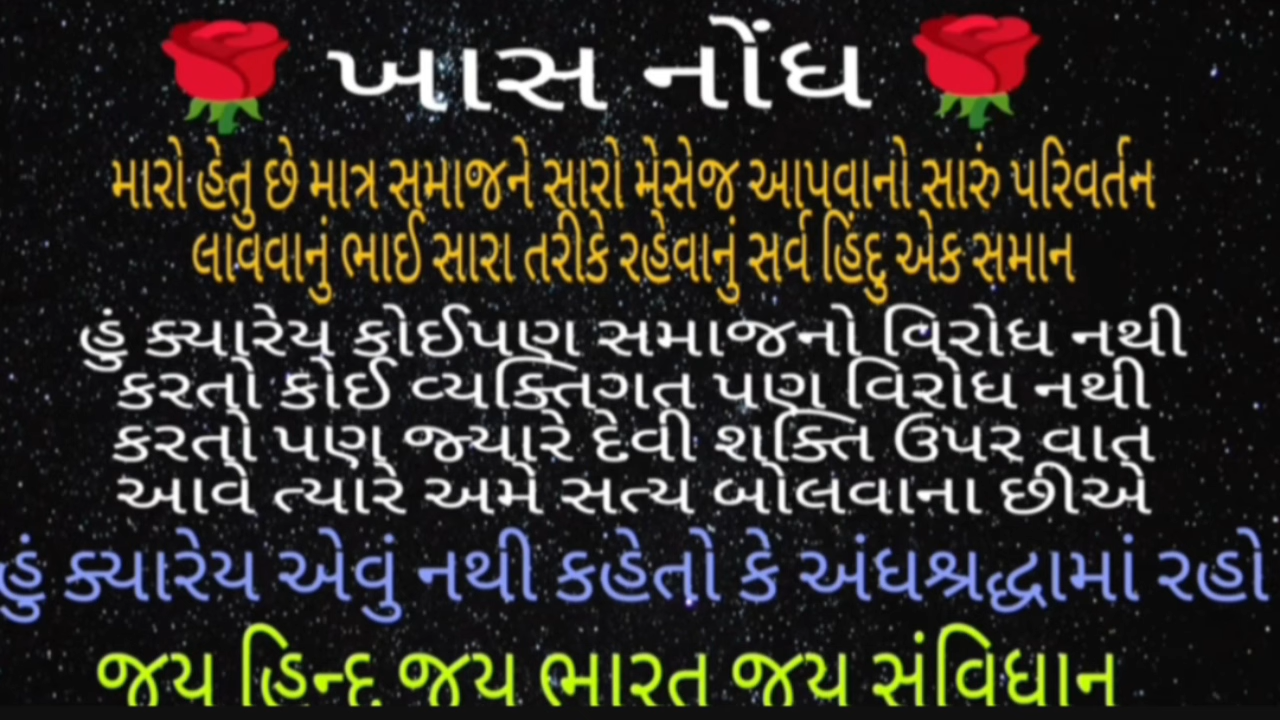 🌹 ખાસ નોંધ 🌹
મારો હેતુ છે માત્ર સમાજને સારો મેસેજ આપવાનો સારું પરિવર્તન
લાવવાનું ભાઈ સારા તરીકે રહેવાનું સર્વ હિંદુ એક સમાન
હું ક્યારેય કોઈપણ સમાજનો વિરોધ નથી
કરતો કોઈ વ્યક્તિગત પણ વિરોધ નથી
કરતો પણ જ્યારે દેવી શક્તિ ઉપર વાત
આવે ત્યારે અમે સત્ય બોલવાના છીએ
હું ક્યારેય એવું નથી કહેતો કે અંધશ્રદ્ધામાં રહો
જય હિન્દ જય ભારત જય સંવિધાન